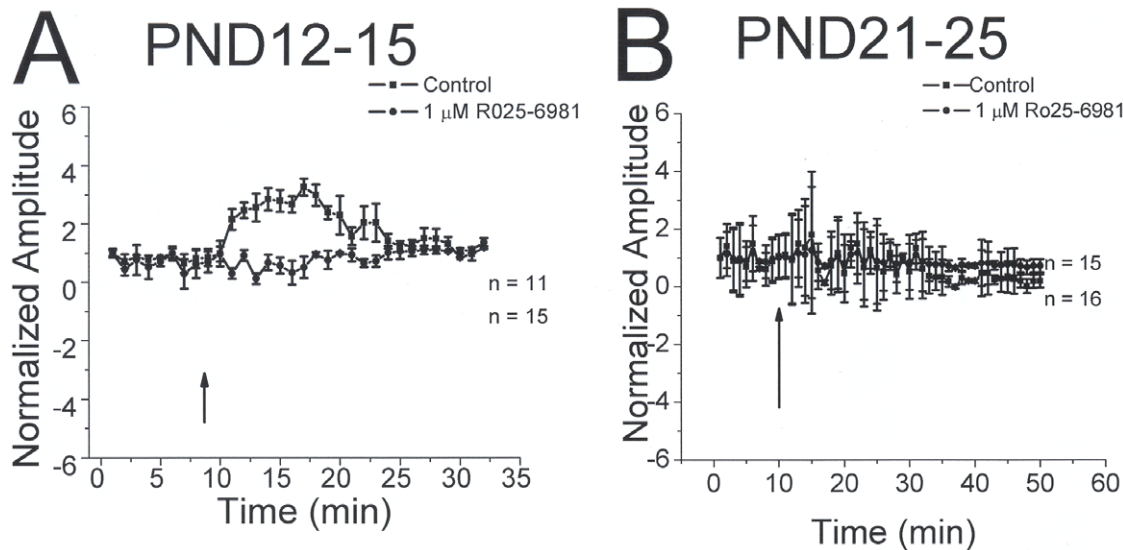 A
PND12-15
Control
1 μM R025-6981
6
4
2
0
-2
-4
-6
Normalized Amplitude
n = 11
n = 15
0 5 10 15 20 25 30 35
Time (min)
B
PND21-25
Control
1 μM Ro25-6981
6
4
2
0
-2
-4
-6
Normalized Amplitude
n = 15
n = 16
0 10 20 30 40 50 60
Time (min)